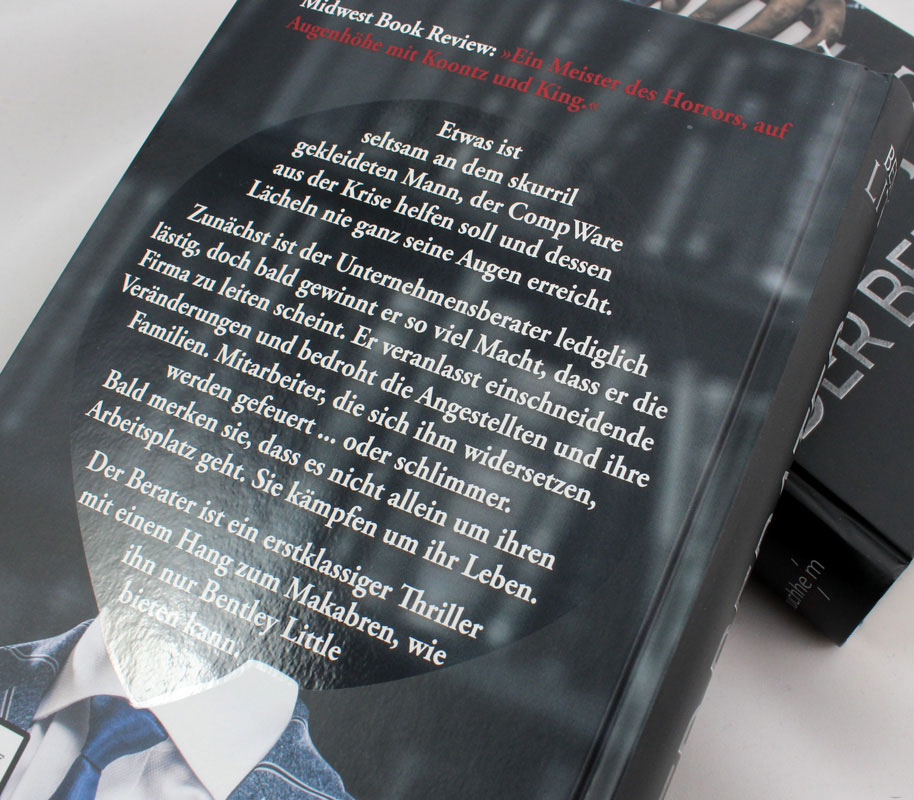 Midwest Book Review: »Ein Meister des Horrors, auf
Augenhöhe mit Koontz und King.«
Etwas ist
seltsam an dem skurril
gekleideten Mann, der CompWare
aus der Krise helfen soll und dessen
Lächeln nie ganz seine Augen erreicht.
Zunächst ist der Unternehmensberater lediglich
lästig, doch bald gewinnt er so viel Macht, dass er die
Firma zu leiten scheint. Er veranlasst einschneidende
Veränderungen und bedroht die Angestellten und ihre
Familien. Mitarbeiter, die sich ihm widersetzen,
werden gefeuert ... oder schlimmer.
Bald merken sie, dass es nicht allein um ihren
Arbeitsplatz geht. Sie kämpfen um ihr Leben.
Der Berater ist ein erstklassiger Thriller
mit einem Hang zum Makabren, wie
ihn nur Bentley Little
bieten kann.
DER BE